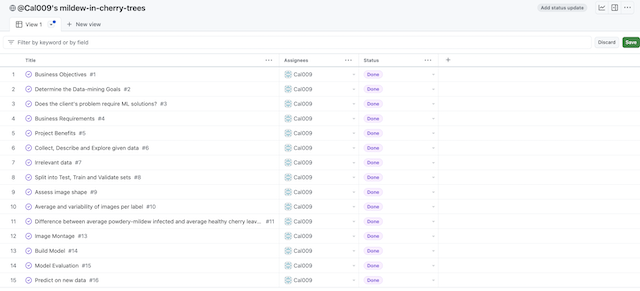 @Cal009's mildew-in-cherry-trees
Add status update
View 1
New view
Filter by keyword or by field
Discard
Save
Title
Assignees
Status
1 Business Objectives #1 Cal009 Done
2 Determine the Data-mining Goals #2 Cal009 Done
3 Does the client's problem require ML solutions? #3 Cal009 Done
4 Business Requirements #4 Cal009 Done
5 Project Benefits #5 Cal009 Done
6 Collect, Describe and Explore given data #6 Cal009 Done
7 Irrelevant data #7 Cal009 Done
8 Split into Test, Train and Validate sets #8 Cal009 Done
9 Assess image shape #9 Cal009 Done
10 Average and variability of images per label #10 Cal009 Done
11 Difference between average powdery-mildew infected and average healthy cherry leav... #11 Cal009 Done
12 Image Montage #13 Cal009 Done
13 Build Model #14 Cal009 Done
14 Model Evaluation #15 Cal009 Done
15 Predict on new data #16 Cal009 Done